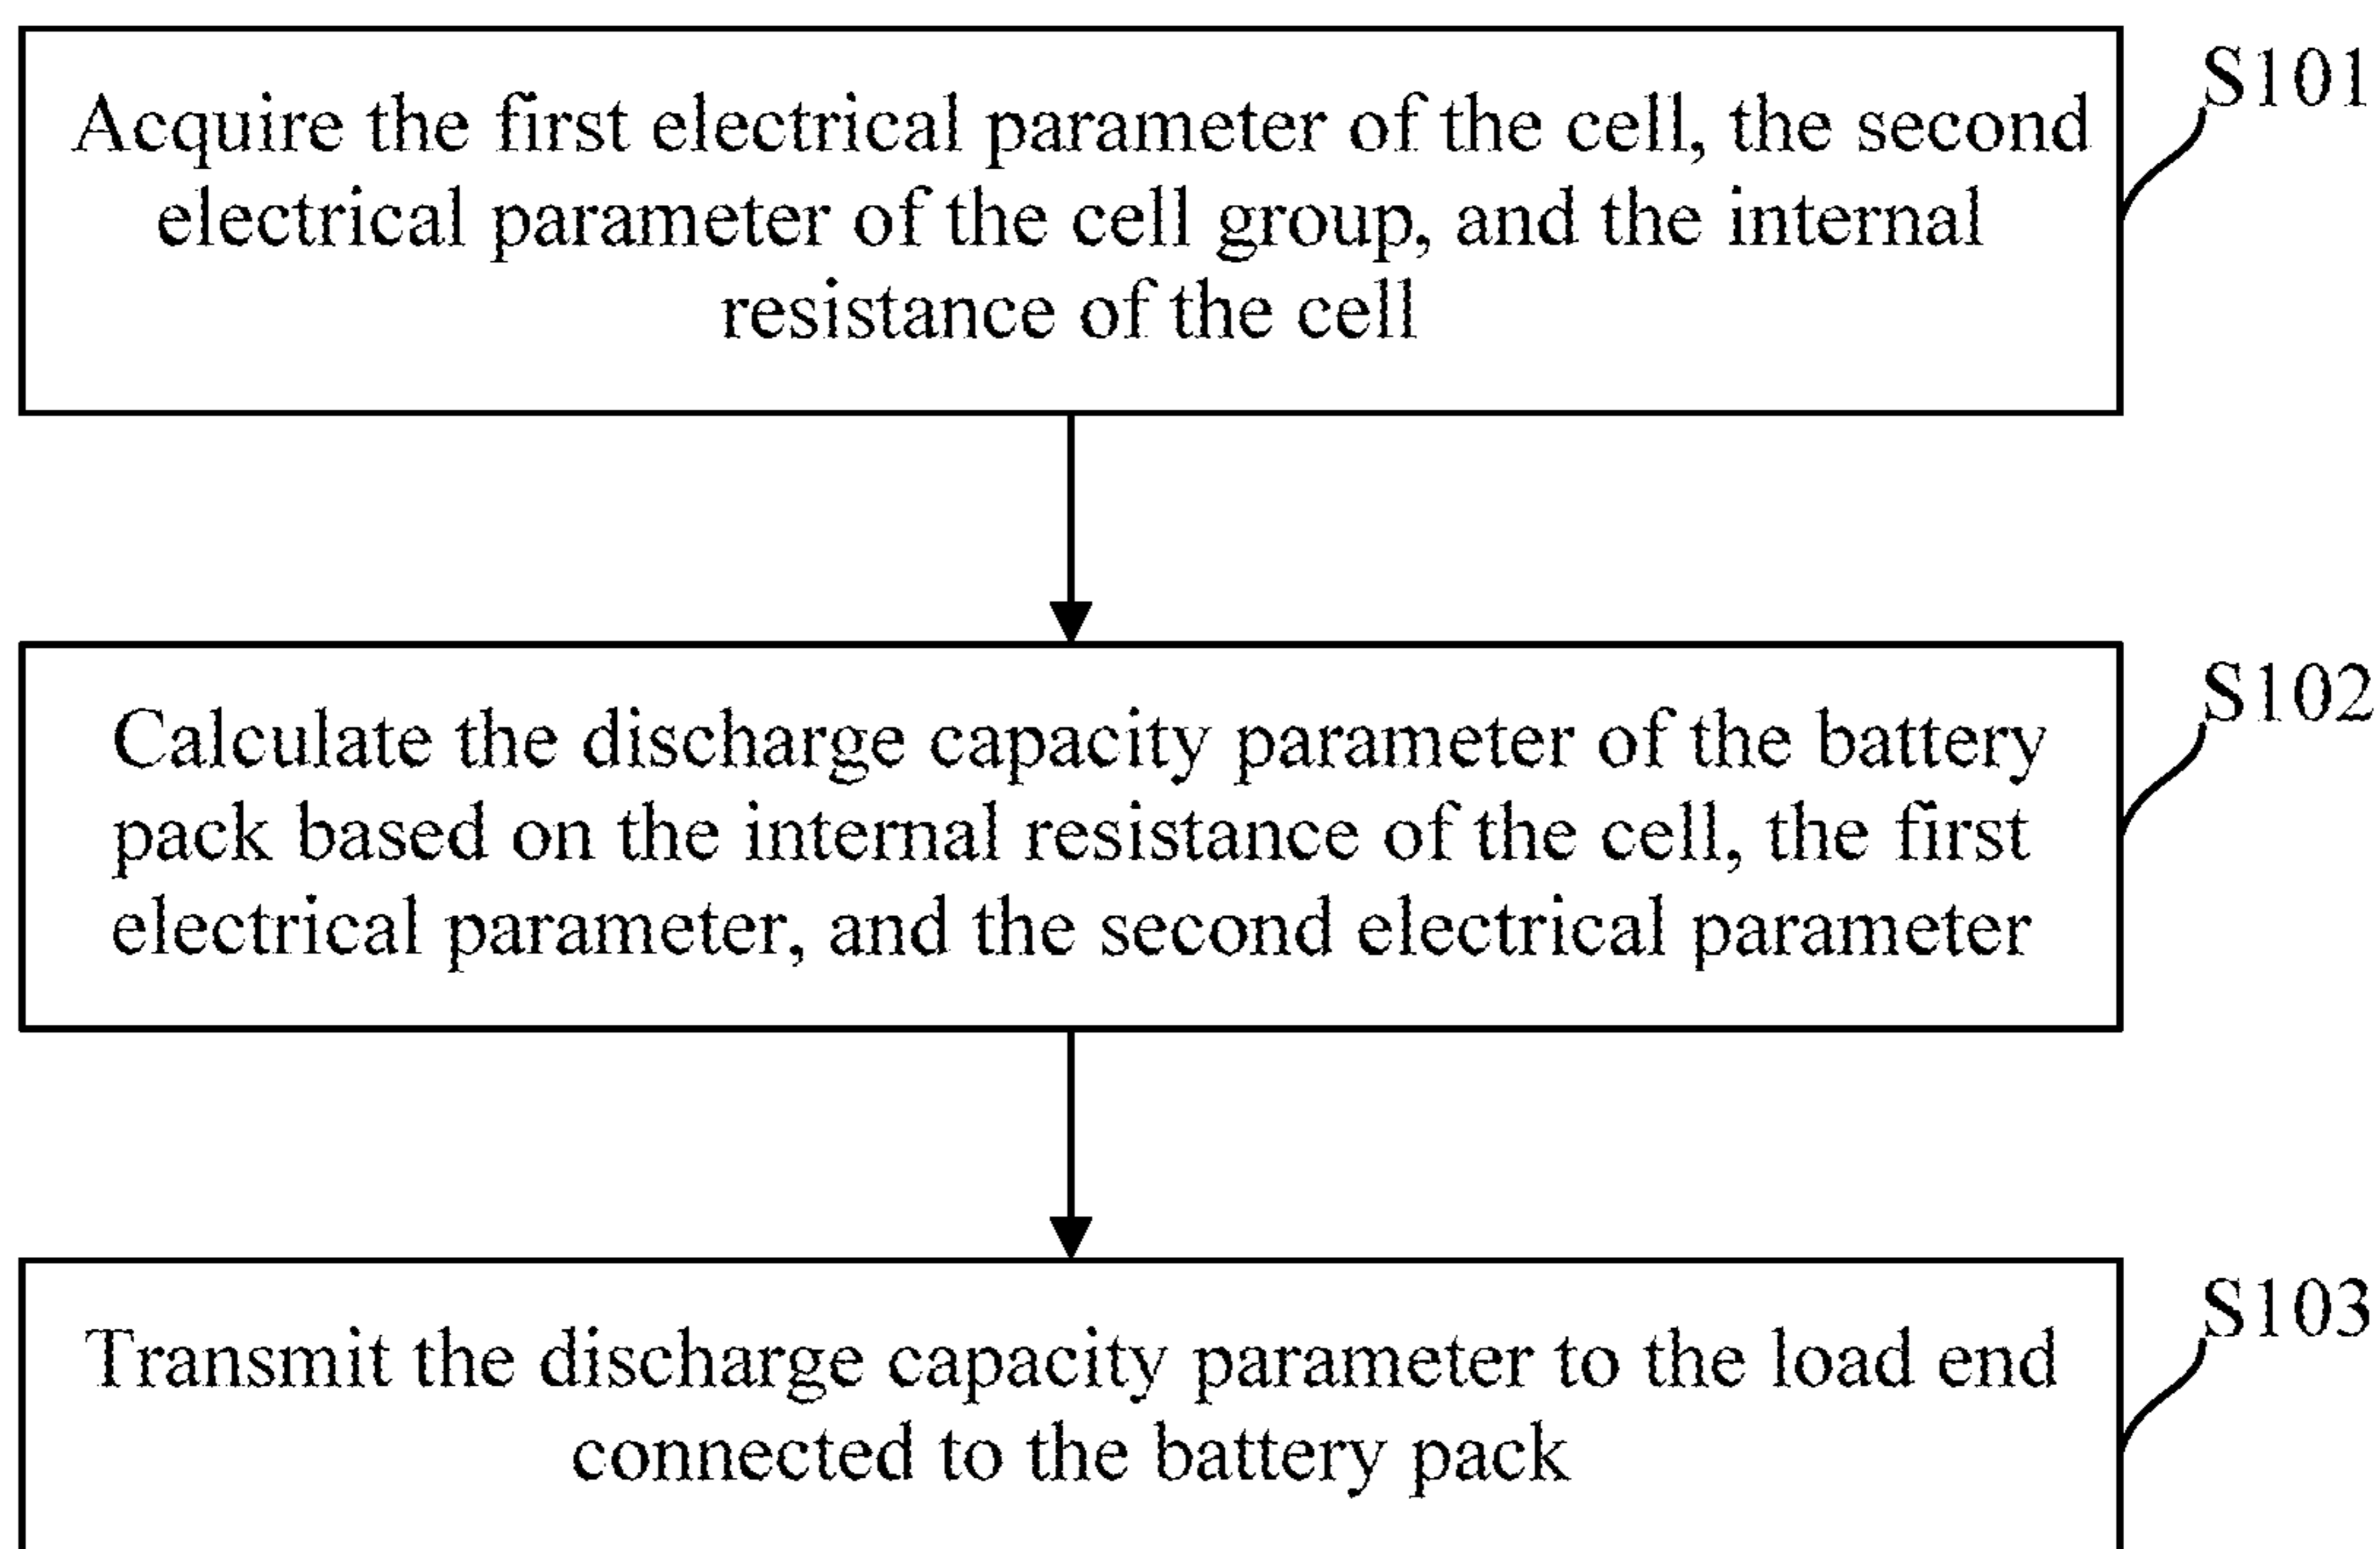 S101
Acquire the first electrical parameter of the cell, the second
electrical parameter of the cell group, and the internal
resistance of the cell
S102
Calculate the discharge capacity parameter of the battery
pack based on the internal resistance of the cell, the first
electrical parameter, and the second electrical parameter
S103
Transmit the discharge capacity parameter to the load end
connected to the battery pack